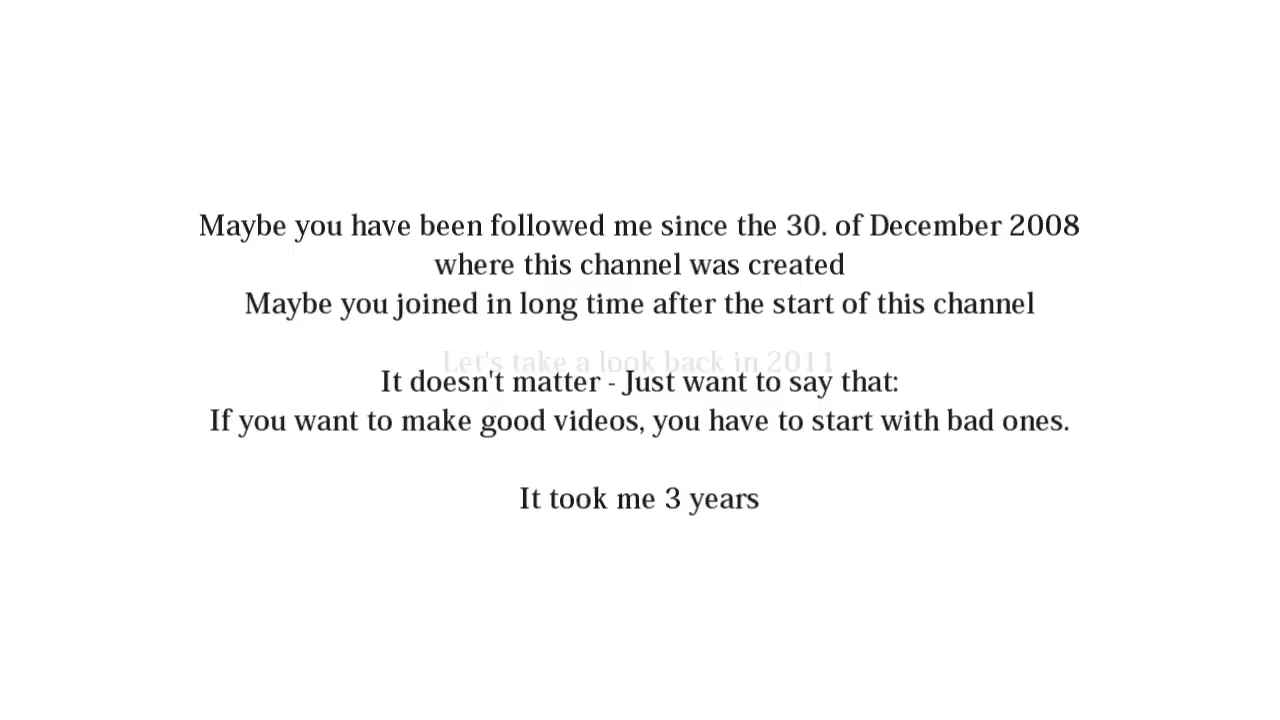 Maybe you have been followed me since the 30. of December 2008
where this channel was created
Maybe you joined in long time after the start of this channel
Let's take a look back in 2011
It doesn't matter - Just want to say that:
If you want to make good videos, you have to start with bad ones.
It took me 3 years